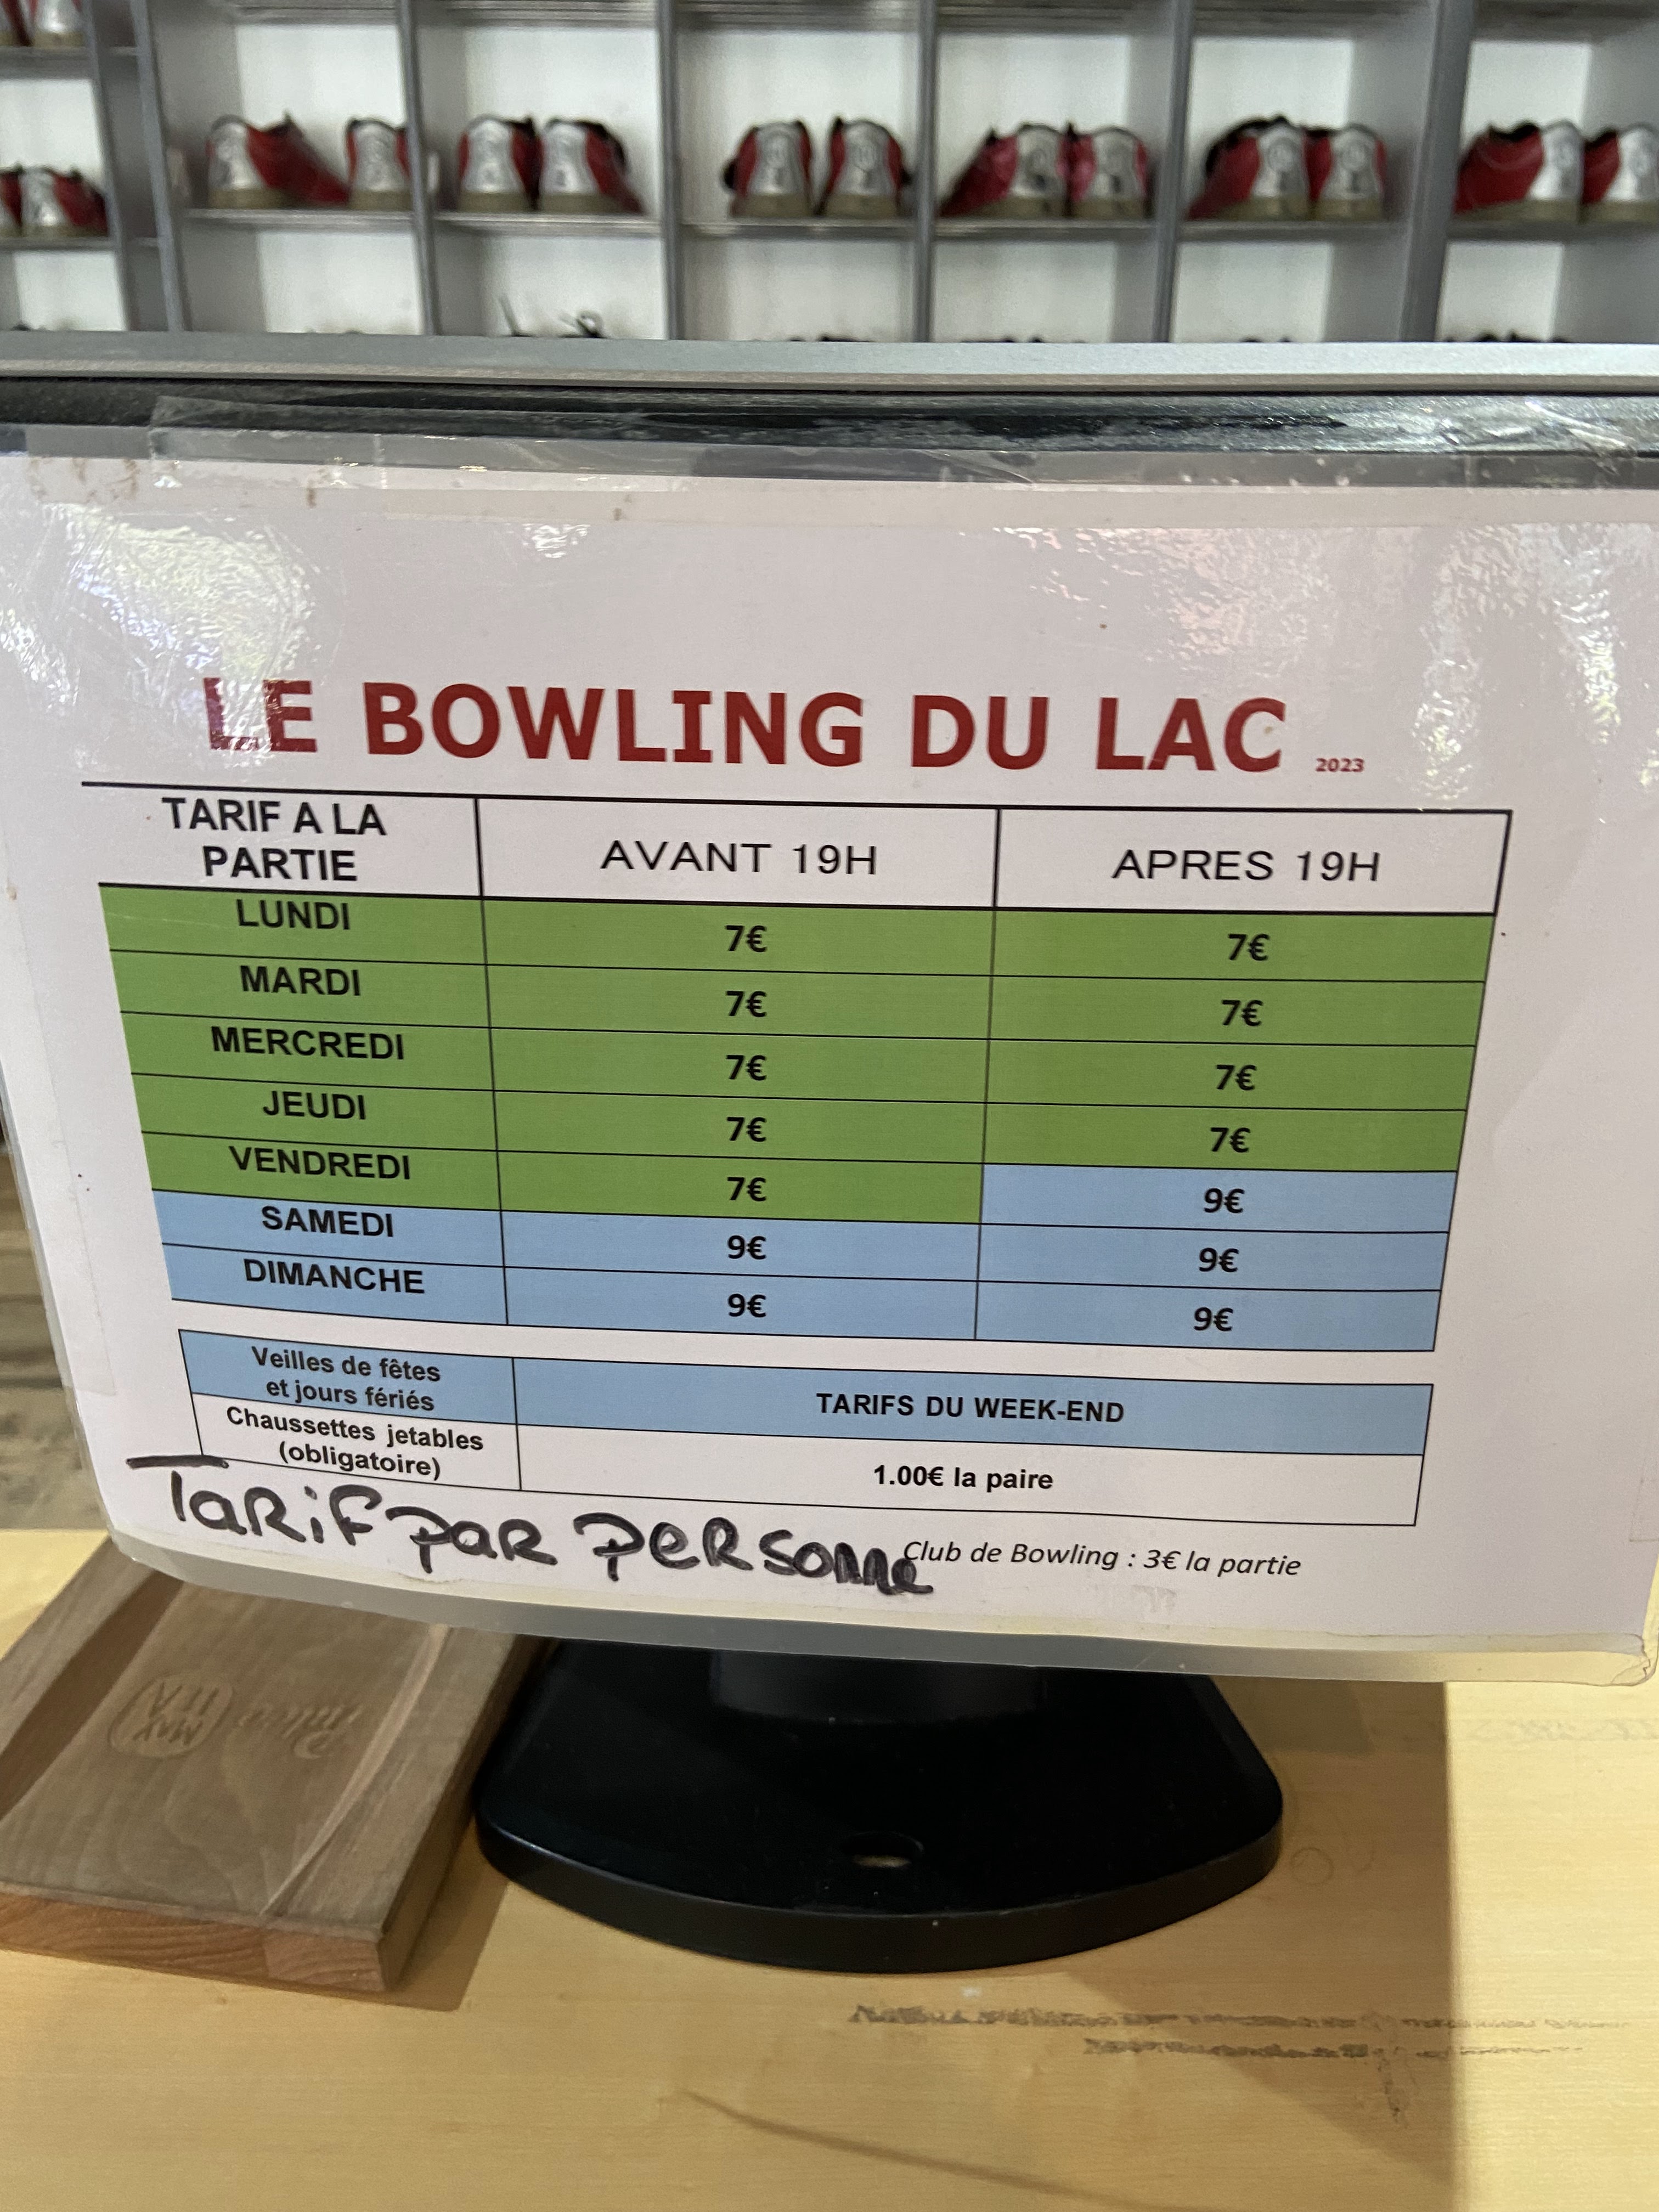 LE BOWLING DU LAC 2023
TARIF A LA
PARTIE
AVANT 19H
APRES 19H
LUNDI 7€ 7€
MARDI 7€ 7€
MERCREDI 7€ 7€
JEUDI 7€ 7€
VENDREDI 7€ 9€
SAMEDI 9€ 9€
DIMANCHE 9€ 9€
Veilles de fêtes
et jours fériés
TARIFS DU WEEK-END
Chaussettes jetables
(obligatoire)
1.00€ la paire
Tarif par personne
Club de Bowling : 3€ la partie